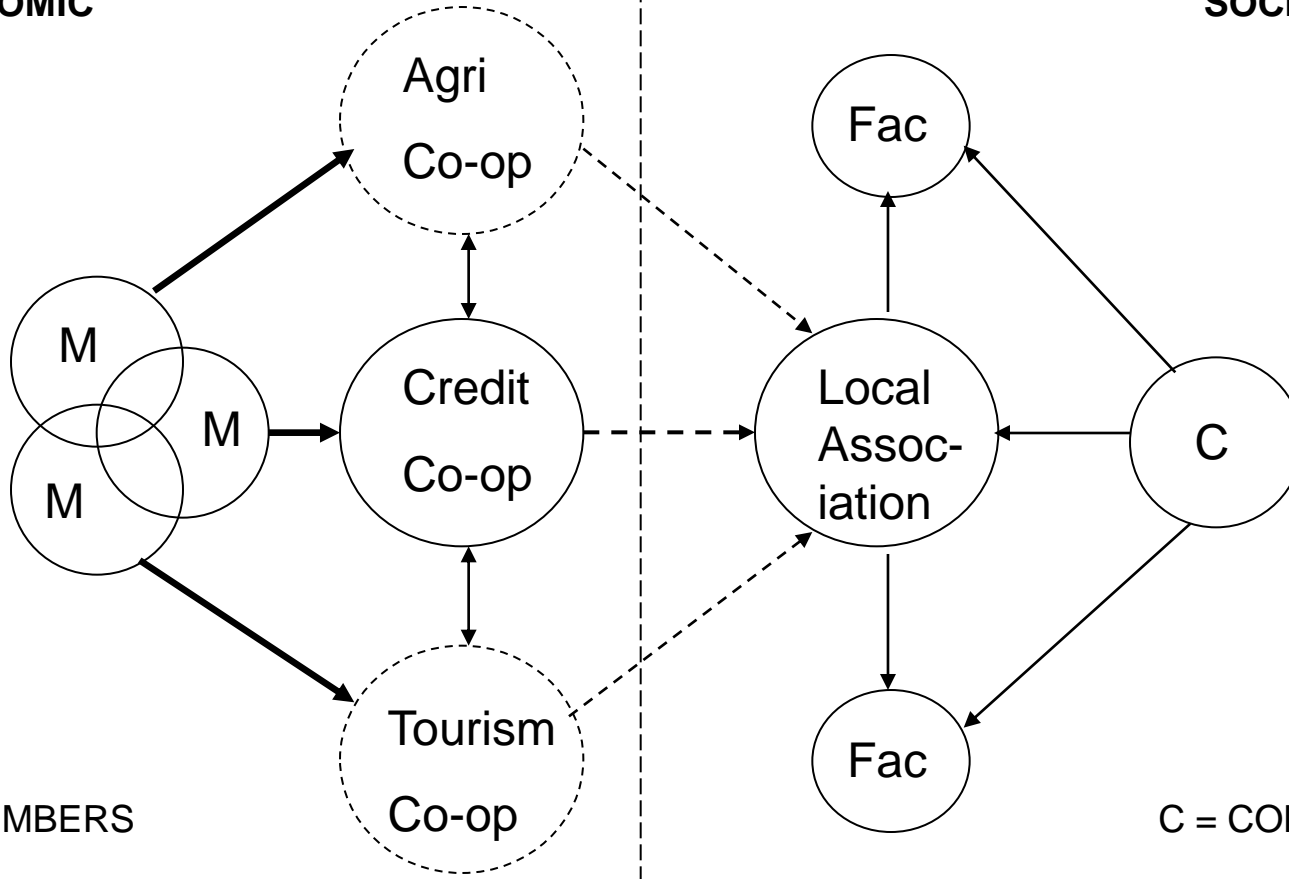 OMIC
SOCI
Agri
Co-op
Fac
M
M
M
Credit
Co-op
Local
Assoc-
iation
C
Tourism
Co-op
Fac
MBERS
C = CO